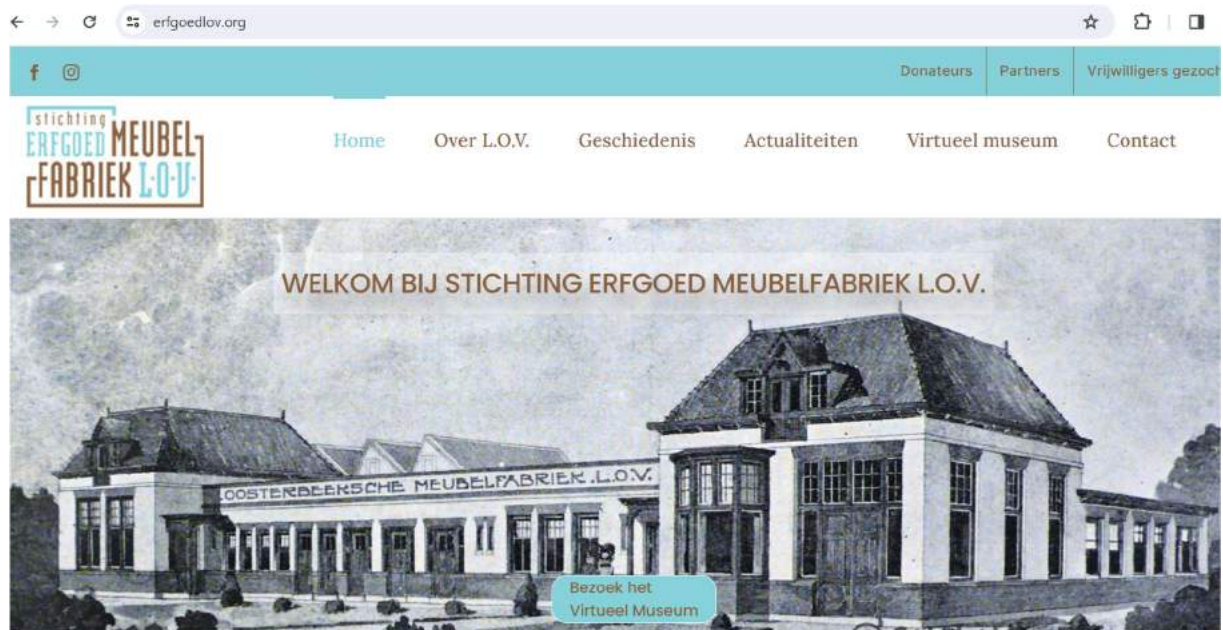 erfgoedlov.org
Donateurs Partners Vrijwilligers gezoch
stichting
ERFGOED MEUBEL-
FABRIEK L·O·V·
Home Over L.O.V. Geschiedenis Actualiteiten Virtueel museum Contact
WELKOM BIJ STICHTING ERFGOED MEUBELFABRIEK L.O.V.
OOSTERBEEKSCHE MEUBELFABRIEK .L.O.V.
Bezoek het
Virtueel Museum